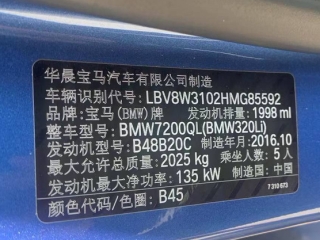 华晨宝马汽车有限公司制造
车辆识别代号: LBV8W3102HMG85592
品牌: 宝马(BMW)牌 发动机排量: 1998 ml
整车型号: BMW7200QL(BMW320Li)
发动机型号: B48B20C 制造年月: 2016.10
最大允许总质量: 2025 kg 乘坐人数: 5 人
发动机最大净功率: 135 kW 制造国: 中国
颜色代码/色圈: B45 7 310 673